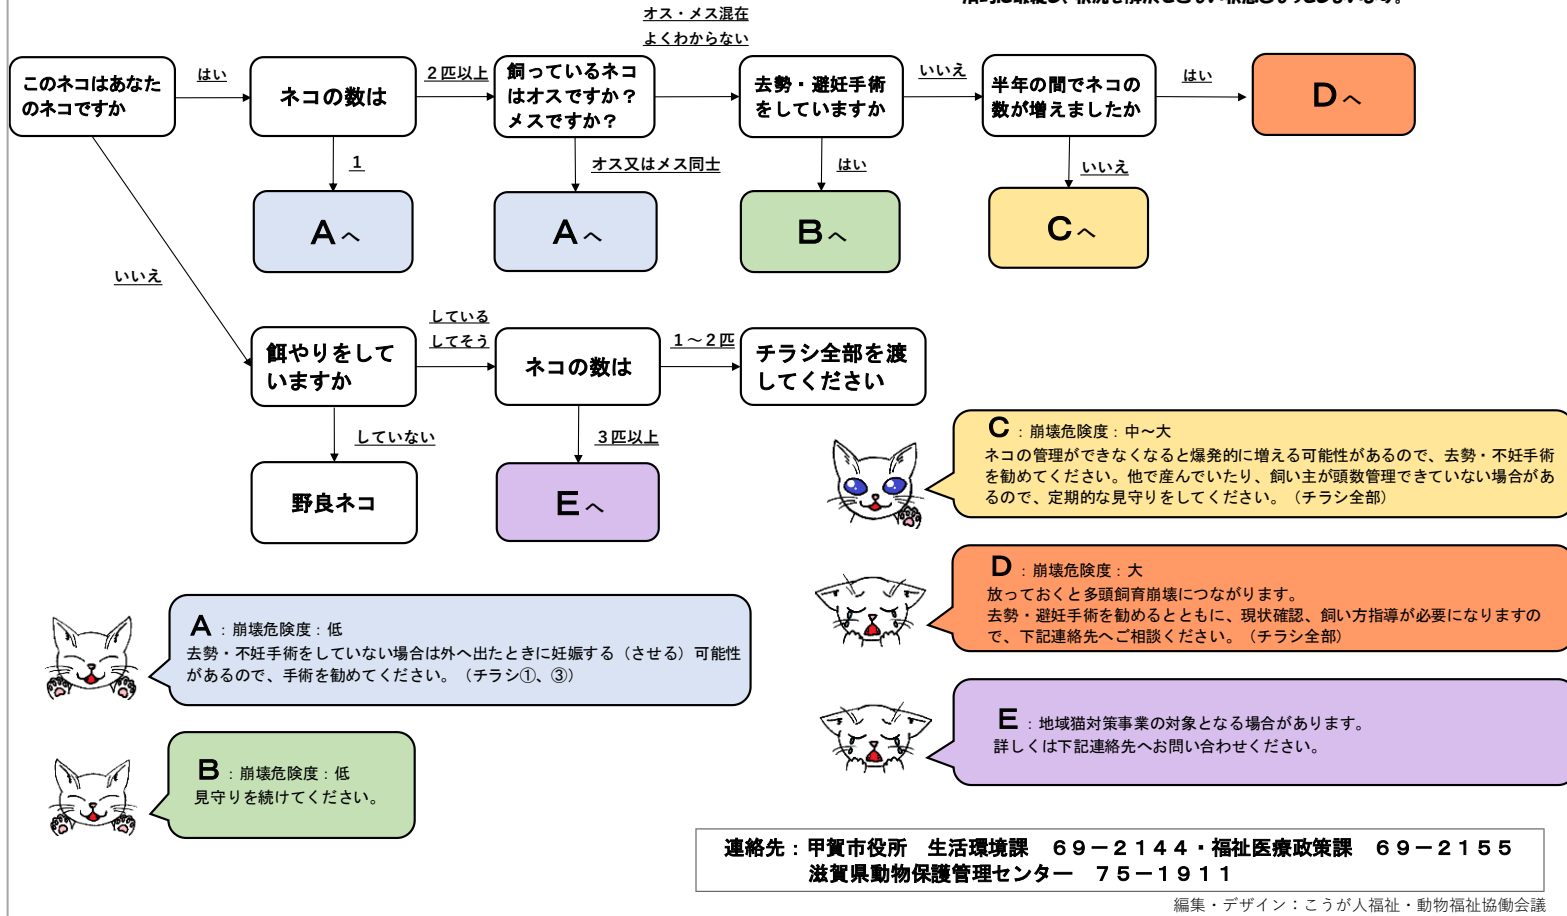 オス・メス混在
よくわからない
このネコはあなた
のネコですか
はい
ネコの数は
２匹以上
飼っているネコ
はオスですか？
メスですか？
去勢・避妊手術
をしていますか
いいえ
半年の間でネコの
数が増えましたか
はい
Dへ
１
オス又はメス同士
はい
いいえ
Aへ
Aへ
Bへ
Cへ
いいえ
餌やりをして
いますか
している
してそう
ネコの数は
１～２匹
チラシ全部を渡
してください
していない
３匹以上
野良ネコ
Eへ
C：崩壊危険度：中～大
ネコの管理ができなくなると爆発的に増える可能性があるので、去勢・不妊手術
を勧めてください。他で産んでいたり、飼い主が頭数管理できていない場合があ
るので、定期的な見守りをしてください。（チラシ全部）
D：崩壊危険度：大
放っておくと多頭飼育崩壊につながります。
去勢・避妊手術を勧めるとともに、現状確認、飼い方指導が必要になりますの
で、下記連絡先へご相談ください。（チラシ全部）
A：崩壊危険度：低
去勢・不妊手術をしていない場合は外へ出たときに妊娠する（させる）可能性
があるので、手術を勧めてください。（チラシ①、③）
E：地域猫対策事業の対象となる場合があります。
詳しくは下記連絡先へお問い合わせください。
B：崩壊危険度：低
見守りを続けてください。
連絡先：甲賀市役所　生活環境課　６９－２１４４・福祉医療政策課　６９－２１５５
滋賀県動物保護管理センター　７５－１９１１
編集・デザイン：こうが人福祉・動物福祉協働会議